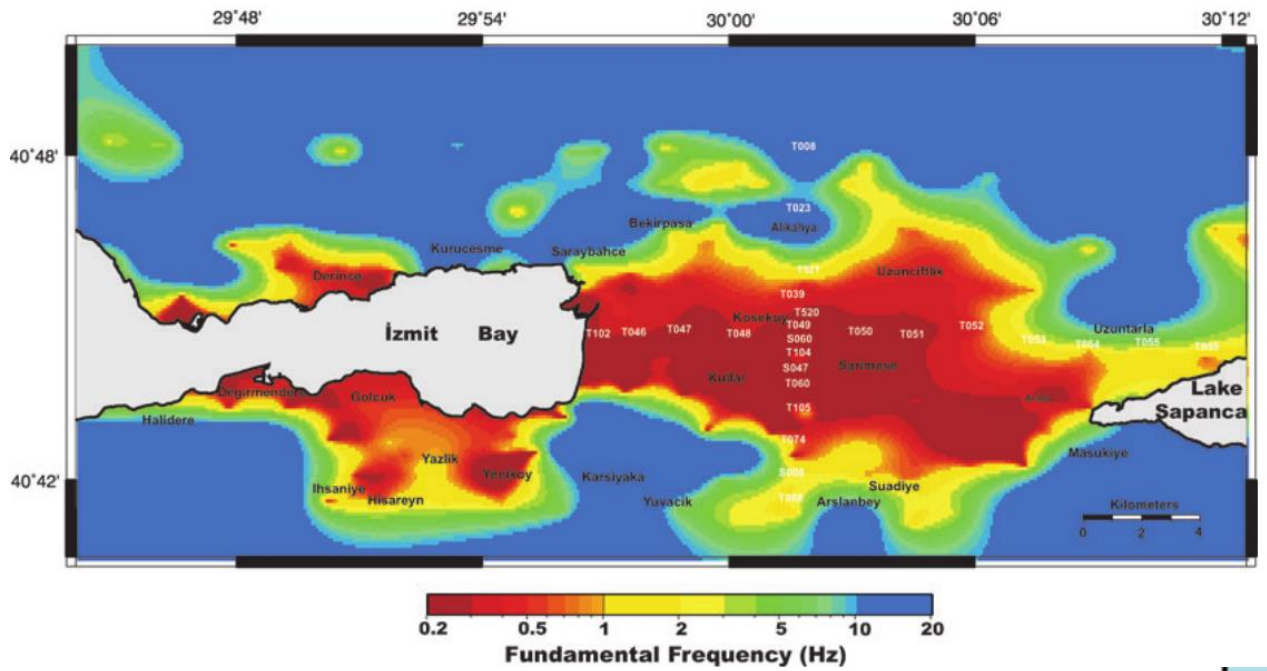 29°48' 29°54' 30°00' 30°06' 30°12'
40°48'
T008
T023
Bekirpasa
Alikahya
Kurucesme
Saraybahce
T021
Uzunciftlik
Derince
T039
T520
Kosekoy
T049
T102 T046 T047 T048 S060 T050 T051 T052
Uzuntarla
İzmit Bay
T053 T054 T055
T104
S047
Kullar
Sarimese
T060
Lake
Sapanca
Degirmendere
Golcuk
T105
Halidere
T074
Masukiye
Yazlik
40°42'
Yenikoy
Karsiyaka
S008
Ihsaniye
Hisareyn
Suadiye
Yuvacik
Arslanbey
Kilometers
0 2 4
0.2 0.5 1 2 5 10 20
Fundamental Frequency (Hz)